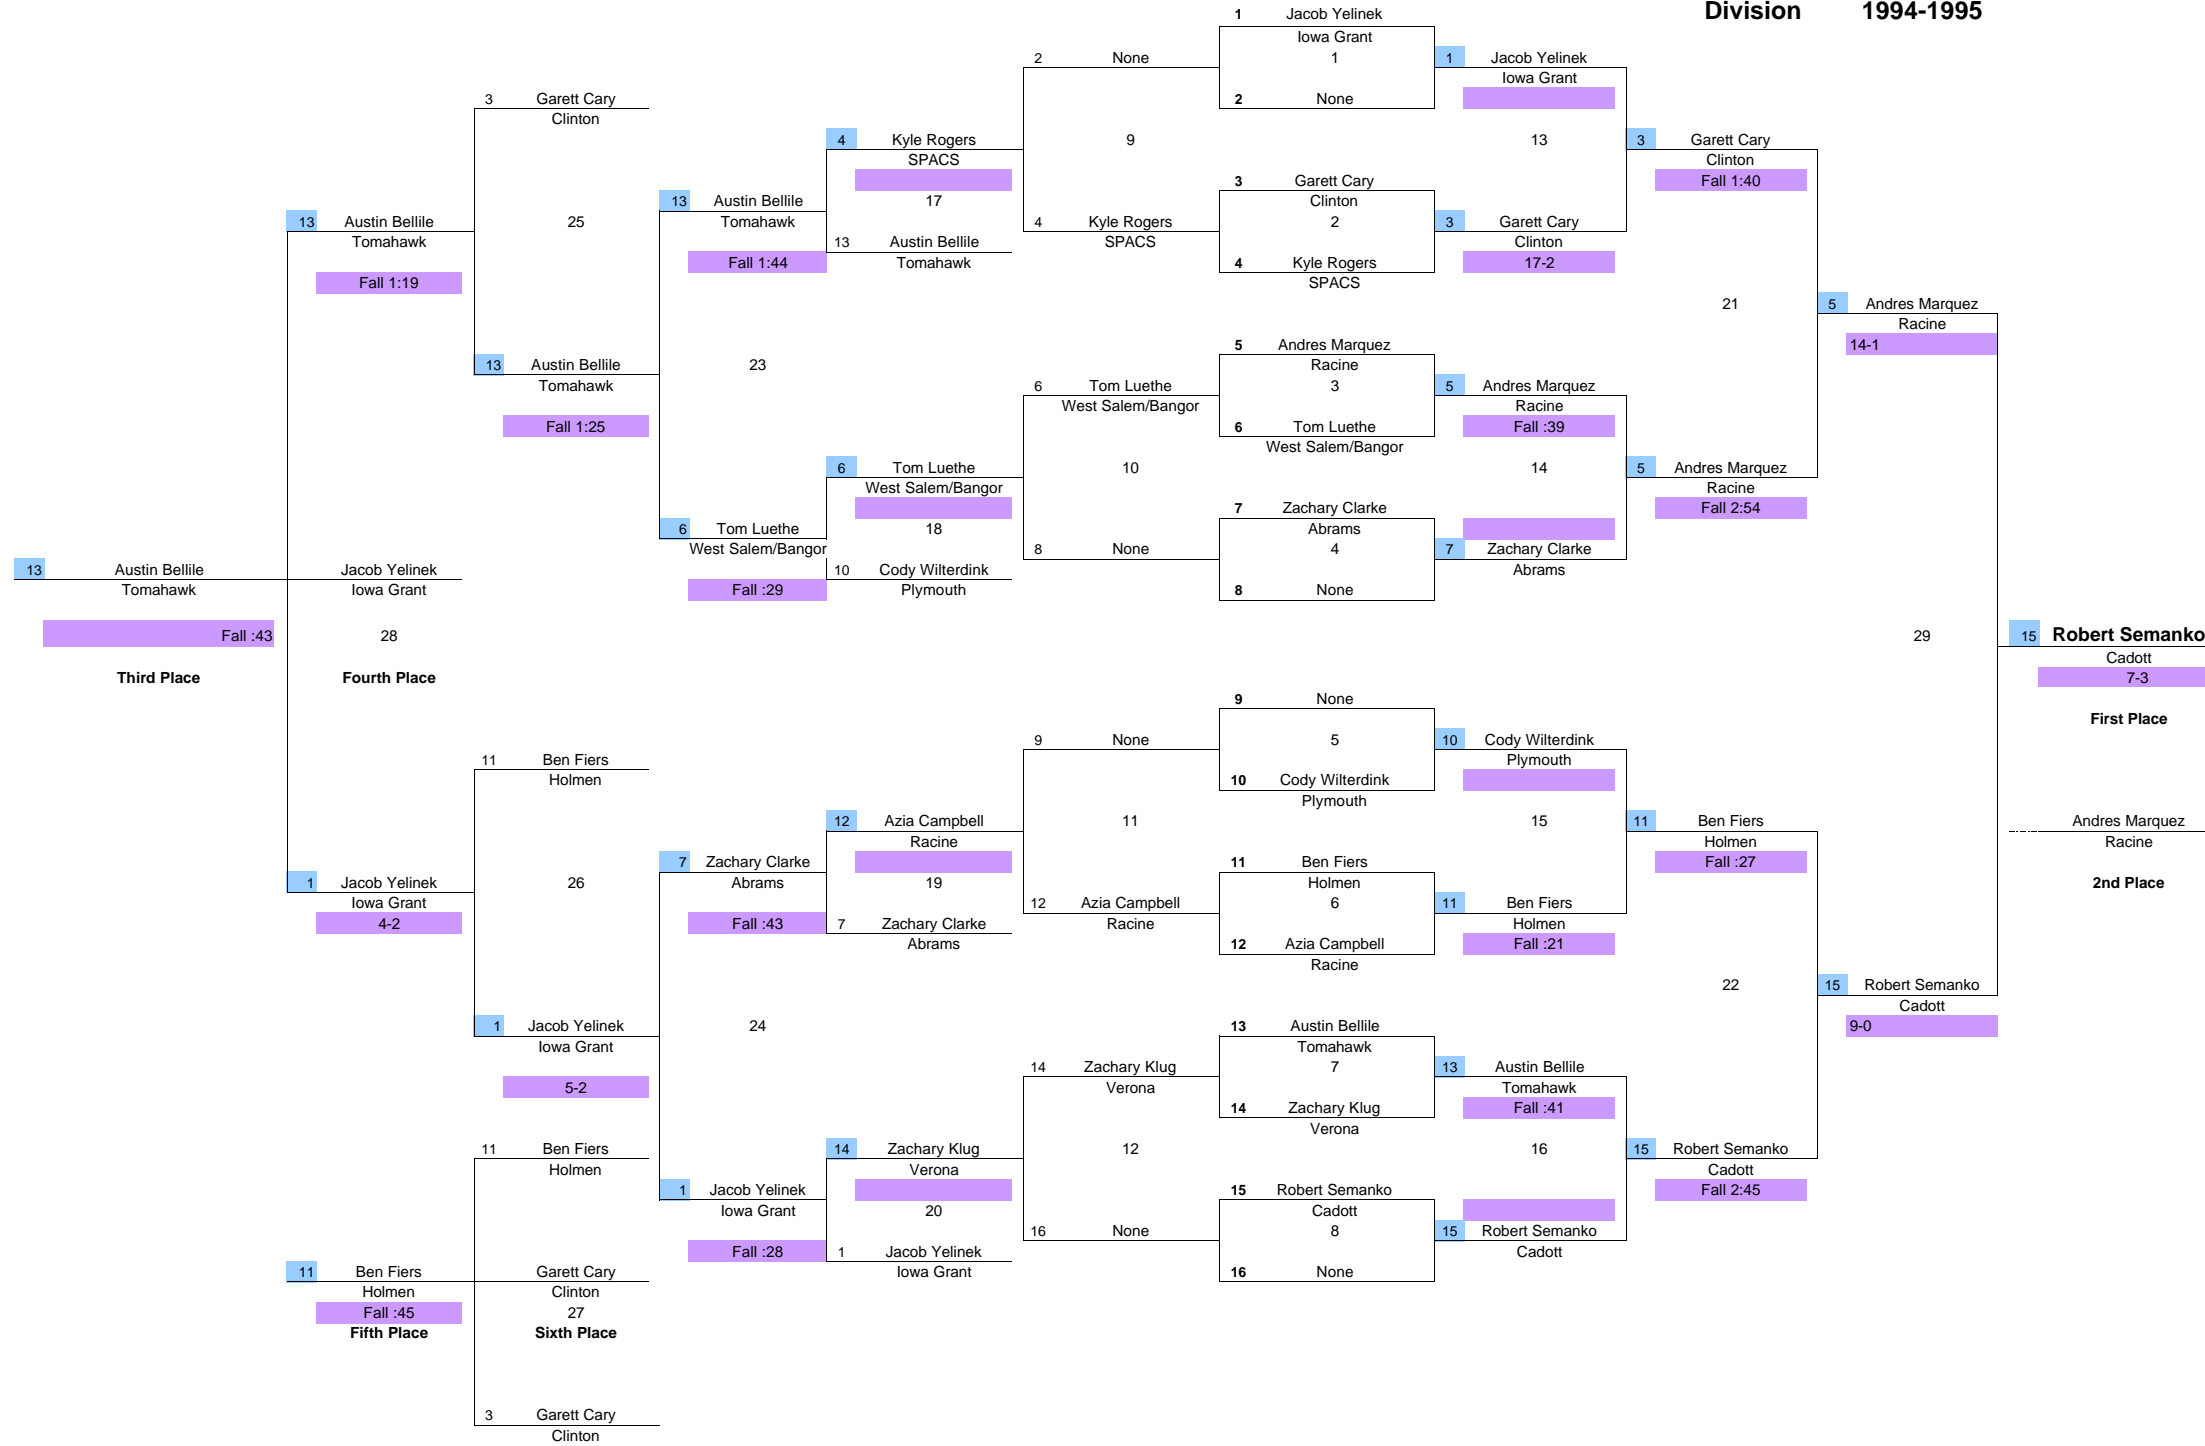 Division 1994-1995
1 Jacob Yelinek
Iowa Grant
2 None 1 1 Jacob Yelinek
Iowa Grant
3 Garett Cary 2 None
Clinton
4 Kyle Rogers 9 13 3 Garett Cary
SPACS Clinton
3 Garett Cary Fall 1:40
13 Austin Bellile 17 Clinton
13 Austin Bellile 25 Tomahawk 4 Kyle Rogers 2 3 Garett Cary
Tomahawk 13 Austin Bellile SPACS Clinton
Fall 1:44 Tomahawk 4 Kyle Rogers 17-2
Fall 1:19 SPACS
21 5 Andres Marquez
Racine
5 Andres Marquez 14-1
13 Austin Bellile 23 Racine
Tomahawk 6 Tom Luethe 3 5 Andres Marquez
West Salem/Bangor Racine
Fall 1:25 6 Tom Luethe Fall :39
West Salem/Bangor
6 Tom Luethe 10 14 5 Andres Marquez
West Salem/Bangor Racine
7 Zachary Clarke Fall 2:54
6 Tom Luethe 18 Abrams
West Salem/Bangor 8 None 4 7 Zachary Clarke
13 Austin Bellile Jacob Yelinek 10 Cody Wilterdink Abrams
Tomahawk Iowa Grant Fall :29 Plymouth 8 None
Fall :43 28 29 15 Robert Semanko
Cadott
Third Place Fourth Place 7-3
9 None
First Place
9 None 5 10 Cody Wilterdink
11 Ben Fiers Plymouth
Holmen 10 Cody Wilterdink
Plymouth
12 Azia Campbell 11 15 11 Ben Fiers Andres Marquez
Racine Holmen Racine
7 Zachary Clarke 11 Ben Fiers Fall :27
1 Jacob Yelinek 26 Abrams 19 Holmen 2nd Place
Iowa Grant 12 Azia Campbell 6 11 Ben Fiers
4-2 Fall :43 7 Zachary Clarke Racine Holmen
Abrams 12 Azia Campbell Fall :21
Racine
22 15 Robert Semanko
Cadott
1 Jacob Yelinek 24 13 Austin Bellile 9-0
Iowa Grant Tomahawk
14 Zachary Klug 7 13 Austin Bellile
5-2 Verona Tomahawk
14 Zachary Klug Fall :41
Verona
11 Ben Fiers 14 Zachary Klug 12 16 15 Robert Semanko
Holmen Verona Cadott
1 Jacob Yelinek 15 Robert Semanko Fall 2:45
Iowa Grant 20 Cadott
16 None 8 15 Robert Semanko
Fall :28 1 Jacob Yelinek Cadott
11 Ben Fiers Garett Cary Iowa Grant 16 None
Holmen Clinton
Fall :45 27
Fifth Place Sixth Place
3 Garett Cary
Clinton